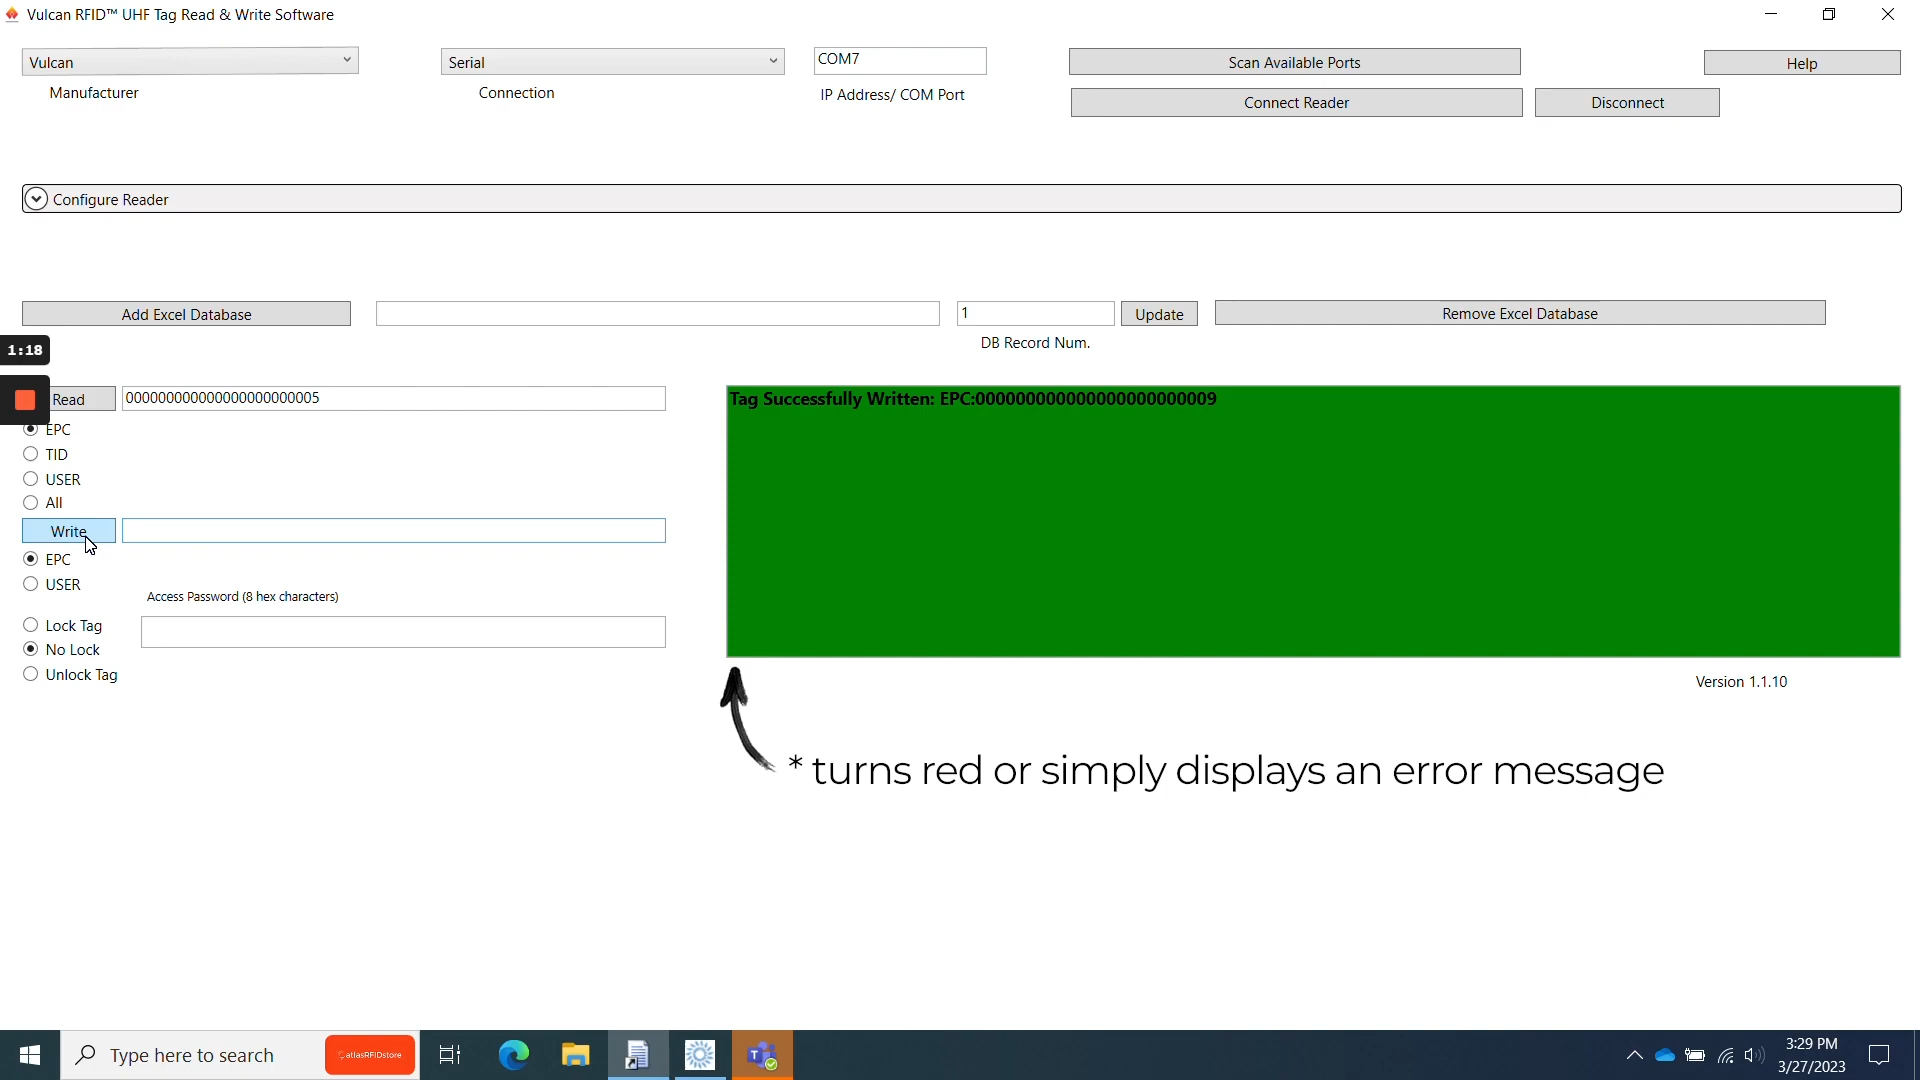 Vulcan RFID™ UHF Tag Read & Write Software
Vulcan
Serial
COM7
Scan Available Ports
Help
Manufacturer
Connection
IP Address/ COM Port
Connect Reader
Disconnect
Configure Reader
Add Excel Database
1
Update
Remove Excel Database
DB Record Num.
1:18
Read
000000000000000000000005
Tag Successfully Written: EPC:000000000000000000000009
EPC
TID
USER
All
Write
EPC
USER
Access Password (8 hex characters)
Lock Tag
No Lock
Unlock Tag
Version 1.1.10
* turns red or simply displays an error message
Type here to search
atlasRFIDstore
3:29 PM
3/27/2023